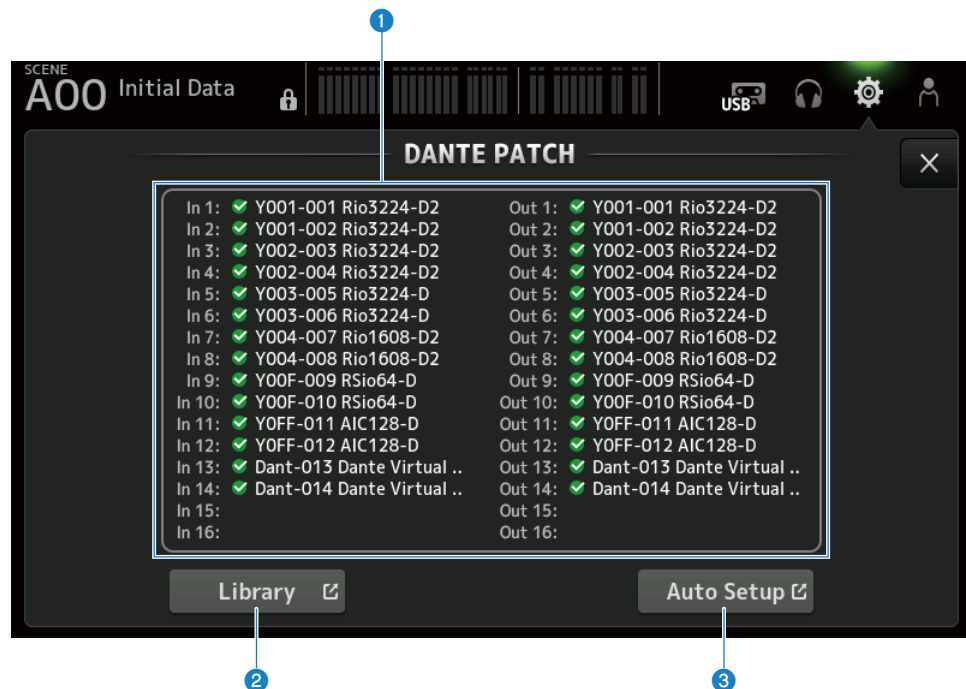 1
SCENE
A00 Initial Data
USB
DANTE PATCH
In 1: Y001-001 Rio3224-D2 Out 1: Y001-001 Rio3224-D2
In 2: Y001-002 Rio3224-D2 Out 2: Y001-002 Rio3224-D2
In 3: Y002-003 Rio3224-D2 Out 3: Y002-003 Rio3224-D2
In 4: Y002-004 Rio3224-D2 Out 4: Y002-004 Rio3224-D2
In 5: Y003-005 Rio3224-D Out 5: Y003-005 Rio3224-D
In 6: Y003-006 Rio3224-D Out 6: Y003-006 Rio3224-D
In 7: Y004-007 Rio1608-D2 Out 7: Y004-007 Rio1608-D2
In 8: Y004-008 Rio1608-D2 Out 8: Y004-008 Rio1608-D2
In 9: Y00F-009 RSio64-D Out 9: Y00F-009 RSio64-D
In 10: Y00F-010 RSio64-D Out 10: Y00F-010 RSio64-D
In 11: Y0FF-011 AIC128-D Out 11: Y0FF-011 AIC128-D
In 12: Y0FF-012 AIC128-D Out 12: Y0FF-012 AIC128-D
In 13: Dant-013 Dante Virtual .. Out 13: Dant-013 Dante Virtual ..
In 14: Dant-014 Dante Virtual .. Out 14: Dant-014 Dante Virtual ..
In 15: Out 15:
In 16: Out 16:
Library Auto Setup
2 3